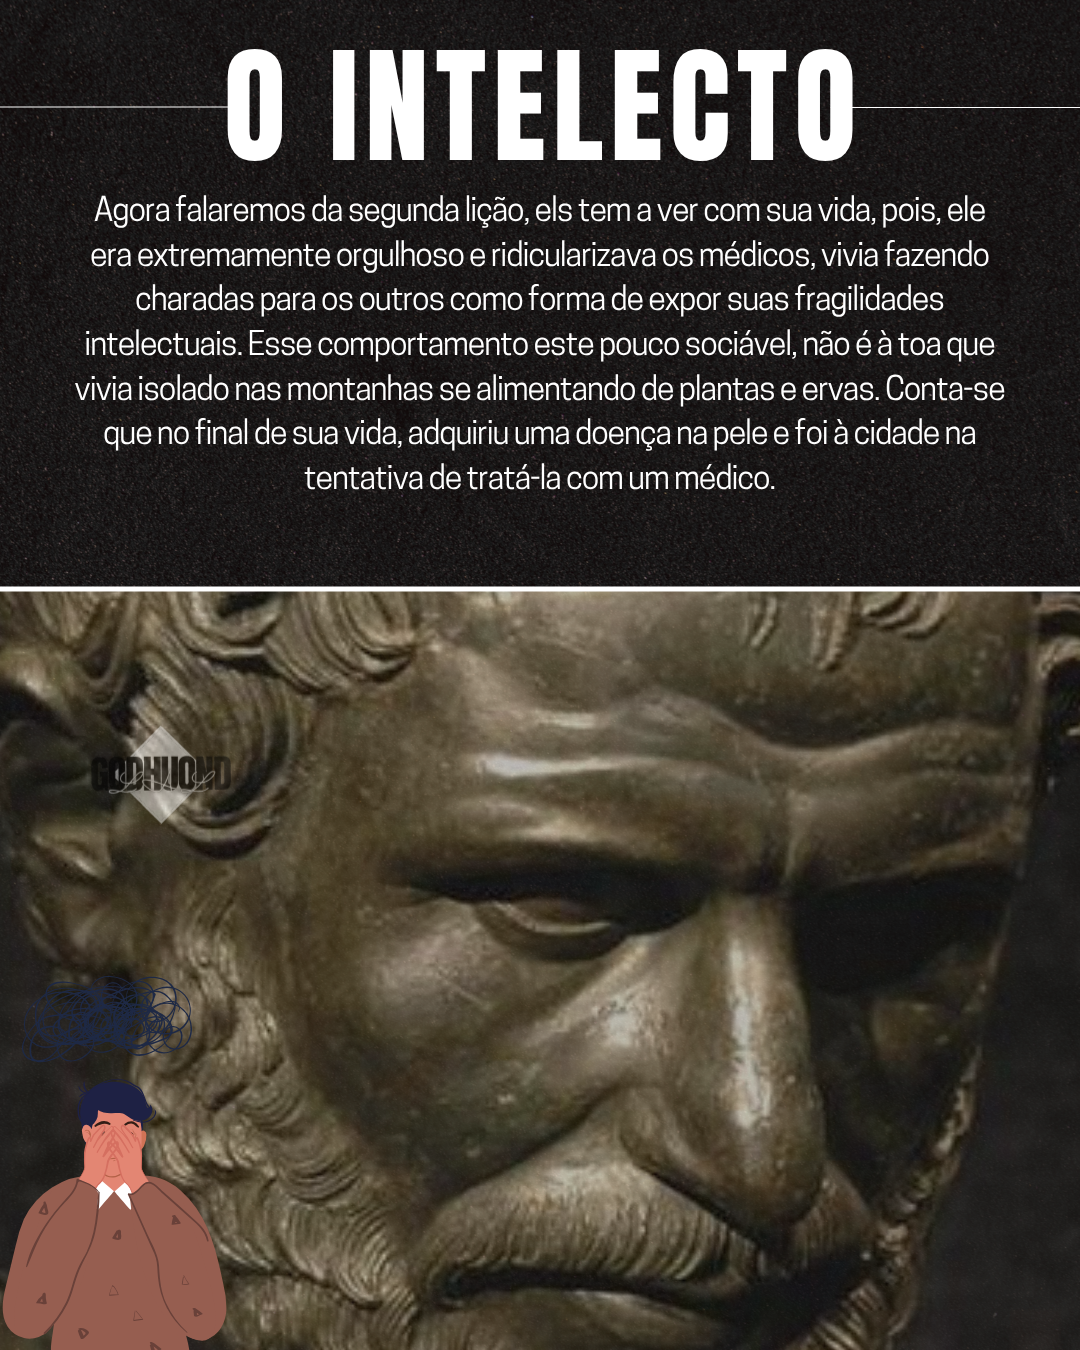 O INTELECTO
Agora falaremos da segunda lição, els tem a ver com sua vida, pois, ele
era extremamente orgulhoso e ridicularizava os médicos, vivia fazendo
charadas para os outros como forma de expor suas fragilidades
intelectuais. Esse comportamento este pouco sociável, não é à toa que
vivia isolado nas montanhas se alimentando de plantas e ervas. Conta-se
que no final de sua vida, adquiriu uma doença na pele e foi à cidade na
tentativa de tratá-la com um médico.
GODHUOND